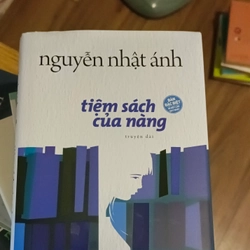 nguyễn nhật ánh
tiệm sách
của nàng
truyện dài